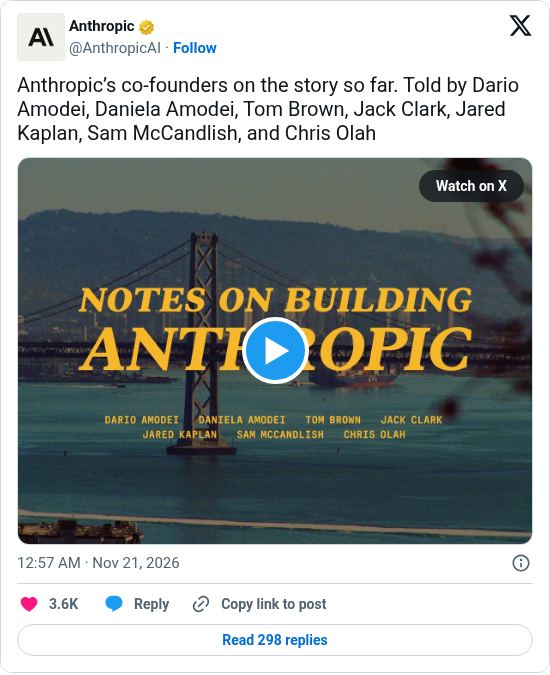 Anthropic
@AnthropicAI · Follow
Anthropic’s co-founders on the story so far. Told by Dario
Amodei, Daniela Amodei, Tom Brown, Jack Clark, Jared
Kaplan, Sam McCandlish, and Chris Olah
Watch on X
NOTES ON BUILDING
ANTHROPIC
DARIO AMODEI DANIELA AMODEI TOM BROWN JACK CLARK
JARED KAPLAN SAM MCCANDLISH CHRIS OLAH
12:57 AM · Nov 21, 2026
3.6K Reply Copy link to post
Read 298 replies